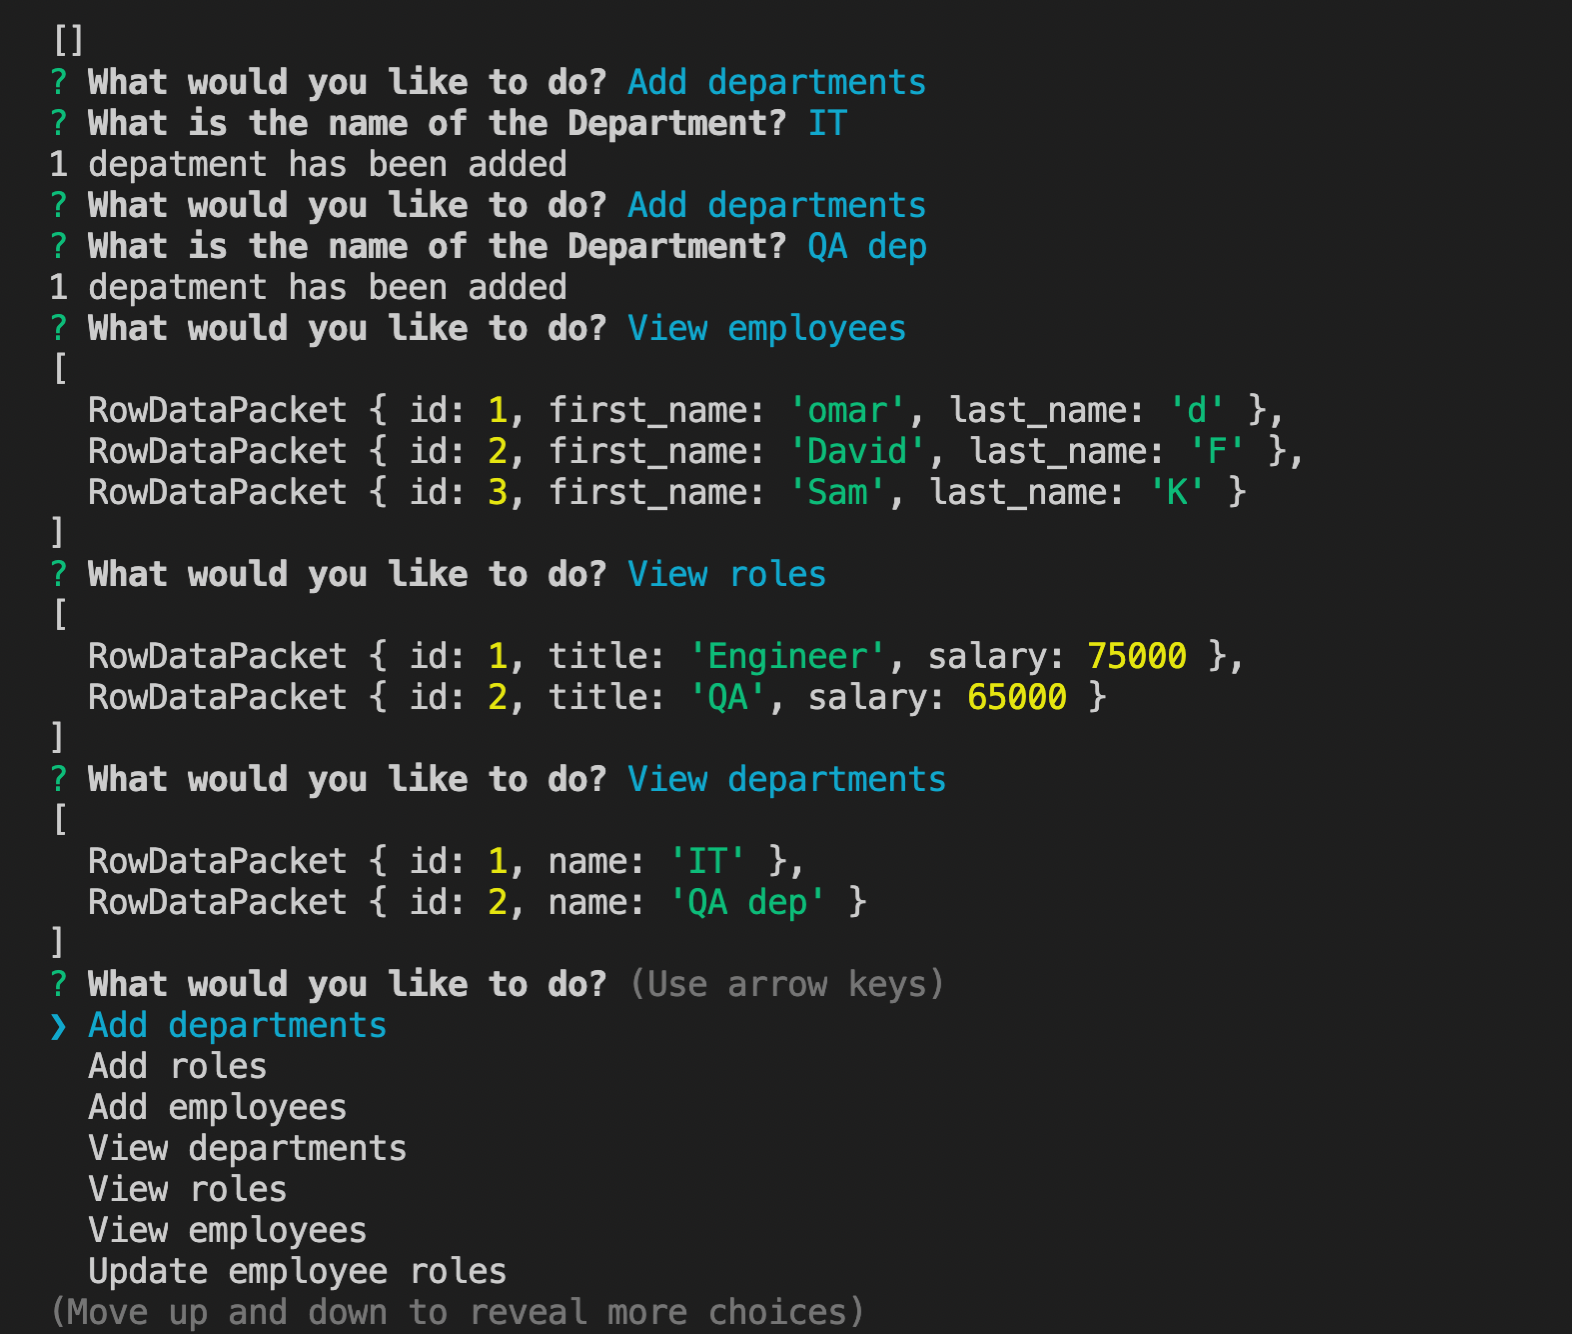 []
? What would you like to do? Add departments
? What is the name of the Department? IT
1 depatment has been added
? What would you like to do? Add departments
? What is the name of the Department? QA dep
1 depatment has been added
? What would you like to do? View employees
[
  RowDataPacket { id: 1, first_name: 'omar', last_name: 'd' },
  RowDataPacket { id: 2, first_name: 'David', last_name: 'F' },
  RowDataPacket { id: 3, first_name: 'Sam', last_name: 'K' }
]
? What would you like to do? View roles
[
  RowDataPacket { id: 1, title: 'Engineer', salary: 75000 },
  RowDataPacket { id: 2, title: 'QA', salary: 65000 }
]
? What would you like to do? View departments
[
  RowDataPacket { id: 1, name: 'IT' },
  RowDataPacket { id: 2, name: 'QA dep' }
]
? What would you like to do? (Use arrow keys)
❯ Add departments
  Add roles
  Add employees
  View departments
  View roles
  View employees
  Update employee roles
(Move up and down to reveal more choices)